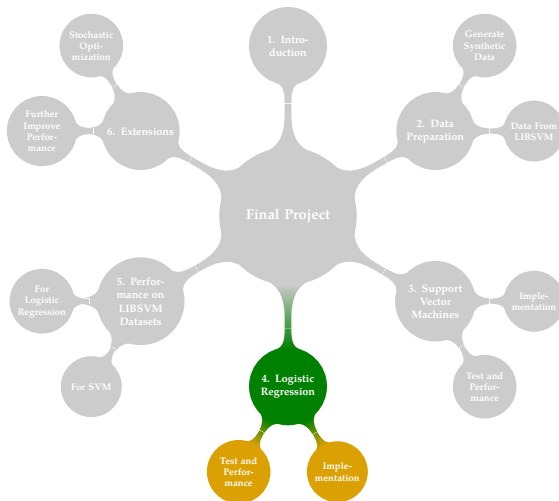 Stochastic
Opti-
mization
1. Intro-
duction
Generate
Synthetic
Data
Further
Improve
Perfor-
mance
6. Extensions
2. Data
Preparation
Data From
LIBSVM
Final Project
For
Logistic
Regression
5. Perfor-
mance on
LIBSVM
Datasets
3. Support
Vector
Machines
Imple-
mentation
For SVM
4. Logistic
Regression
Test and
Perfor-
mance
Test and
Perfor-
mance
Imple-
mentation